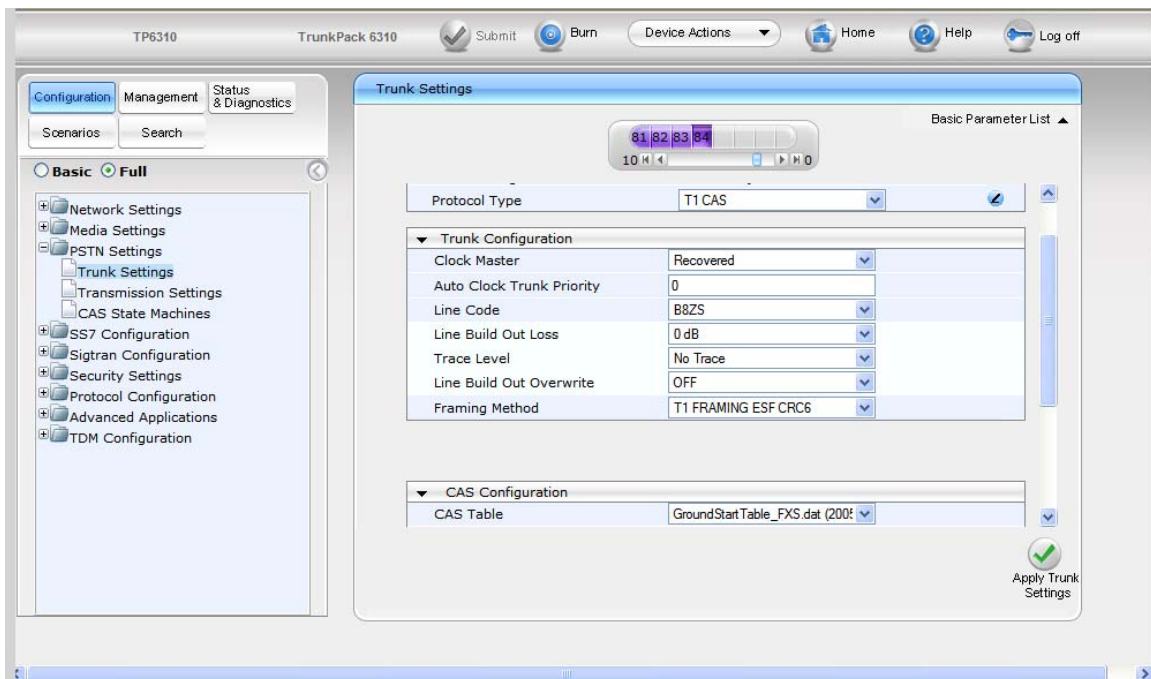 TP6310 TrunkPack 6310 Submit Burn Device Actions Home Help Log off
Configuration Management Status & Diagnostics
Scenarios Search
Basic Full
Network Settings
Media Settings
PSTN Settings
Trunk Settings
Transmission Settings
CAS State Machines
SS7 Configuration
Sigtran Configuration
Security Settings
Protocol Configuration
Advanced Applications
TDM Configuration
Trunk Settings
Basic Parameter List
81 82 83 84
10 0
Protocol Type T1 CAS
Trunk Configuration
Clock Master Recovered
Auto Clock Trunk Priority 0
Line Code B8ZS
Line Build Out Loss 0 dB
Trace Level No Trace
Line Build Out Overwrite OFF
Framing Method T1 FRAMING ESF CRC6
CAS Configuration
CAS Table GroundStartTable_FXS.dat (2005
Apply Trunk
Settings